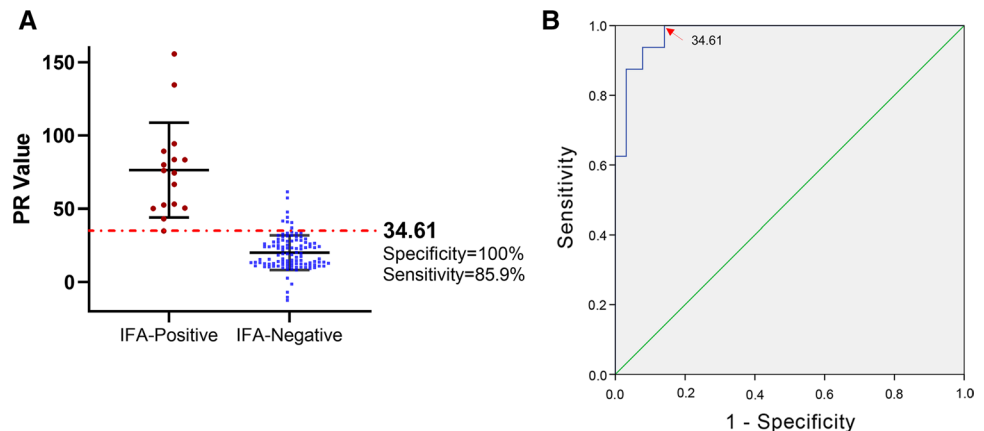 A
PR Value
150
100
50
0
34.61
Specificity=100%
Sensitivity=85.9%
IFA-Positive
IFA-Negative
B
Sensitivity
1.0
0.8
0.6
0.4
0.2
0.0
34.61
0.0
0.2
0.4
0.6
0.8
1.0
1 - Specificity